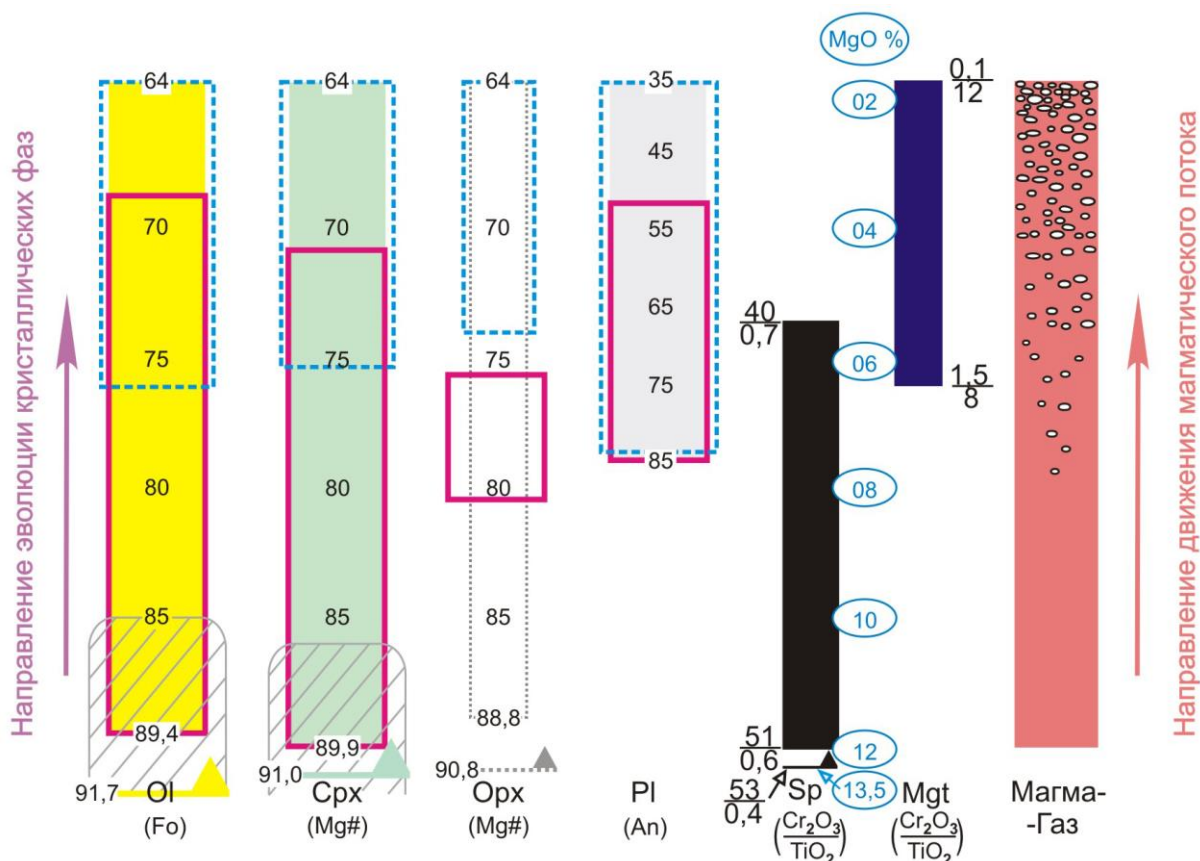 MgO %
64
64
64
35
0,1
12
02
45
70
70
70
55
04
65
40
0,7
75
75
75
75
06
1,5
8
85
80
80
80
08
85
85
85
10
88,8
89,4
89,9
51
0,6
12
90,8
91,0
91,7
53
0,4
13,5
Ol
(Fo)
Cpx
(Mg#)
Opx
(Mg#)
Pl
(An)
Sp
(Cr₂O₃
TiO₂)
Mgt
(Cr₂O₃
TiO₂)
Магма-
-Газ
Направление эволюции кристаллических фаз
Направление движения магматического потока